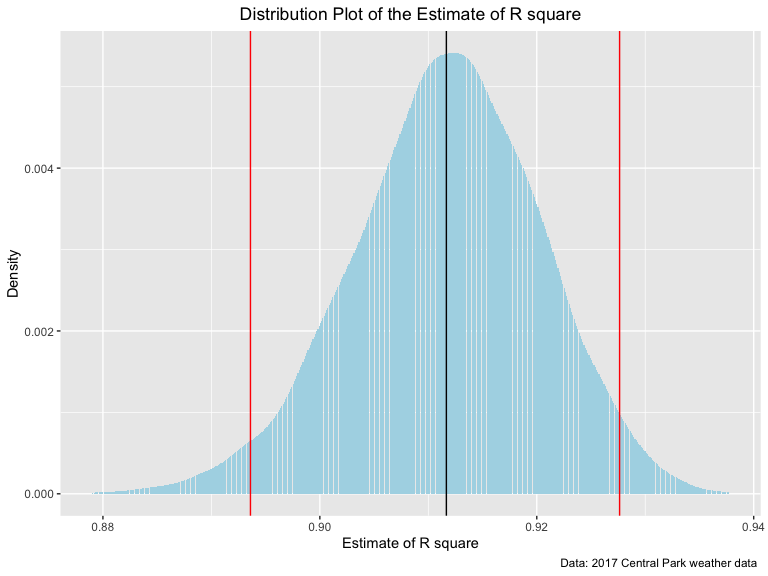 Distribution Plot of the Estimate of R square
Density
0.004
0.002
0.000
0.88
0.90
0.92
0.94
Estimate of R square
Data: 2017 Central Park weather data